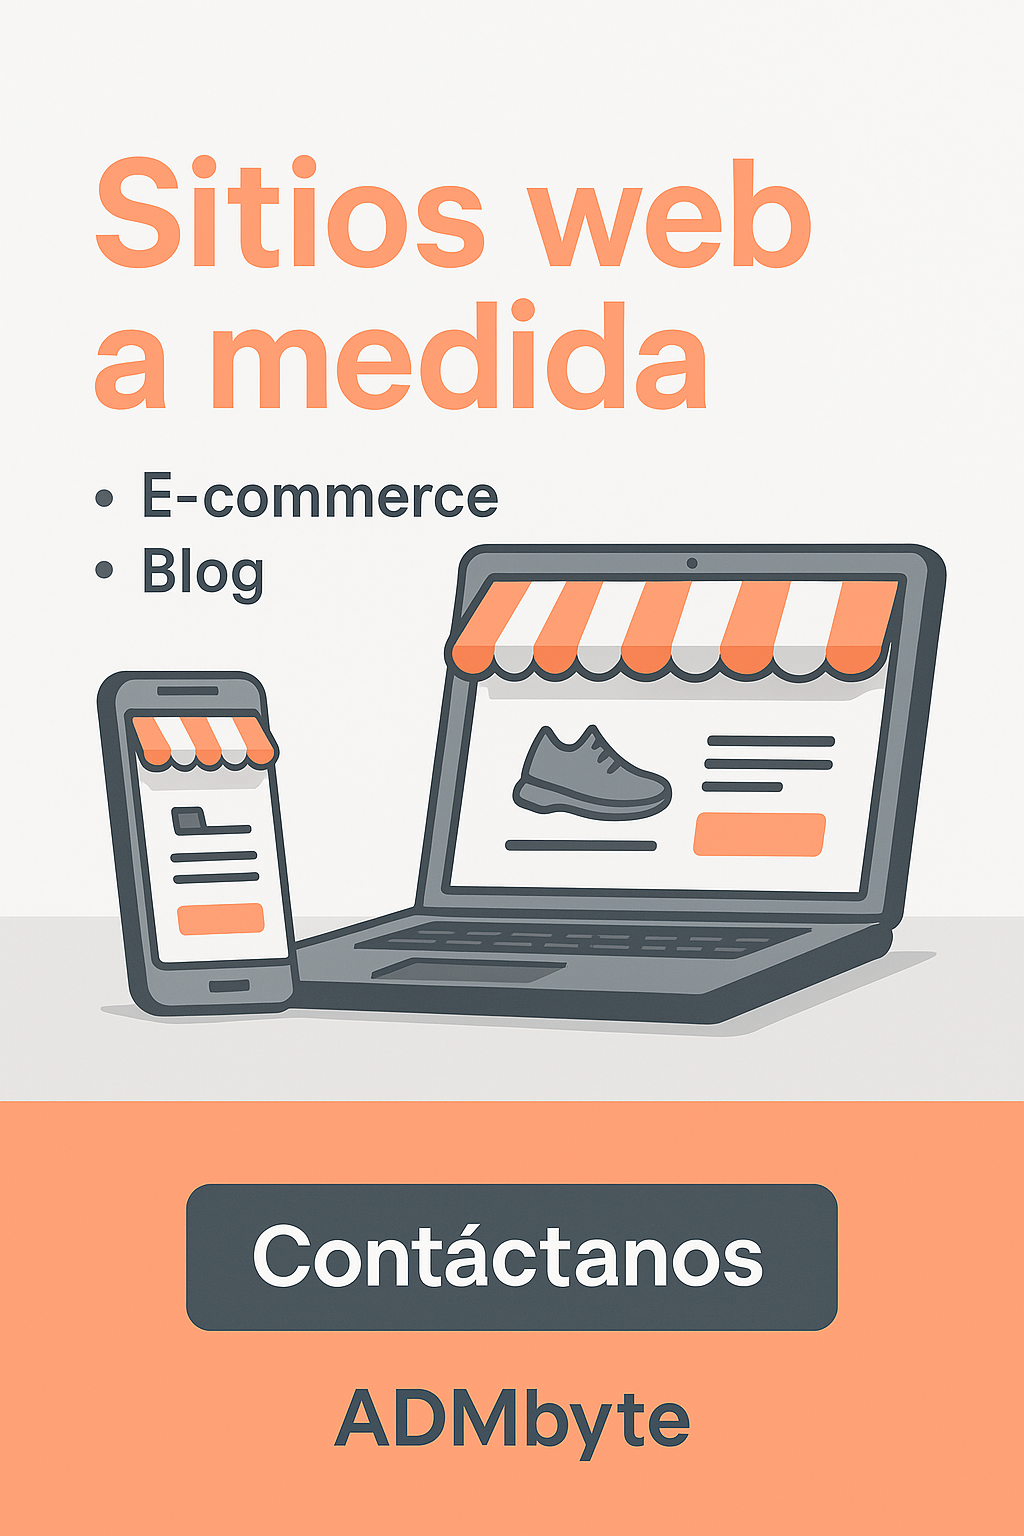 Sitios web
a medida
• E-commerce
• Blog
Contáctanos
ADMbyte